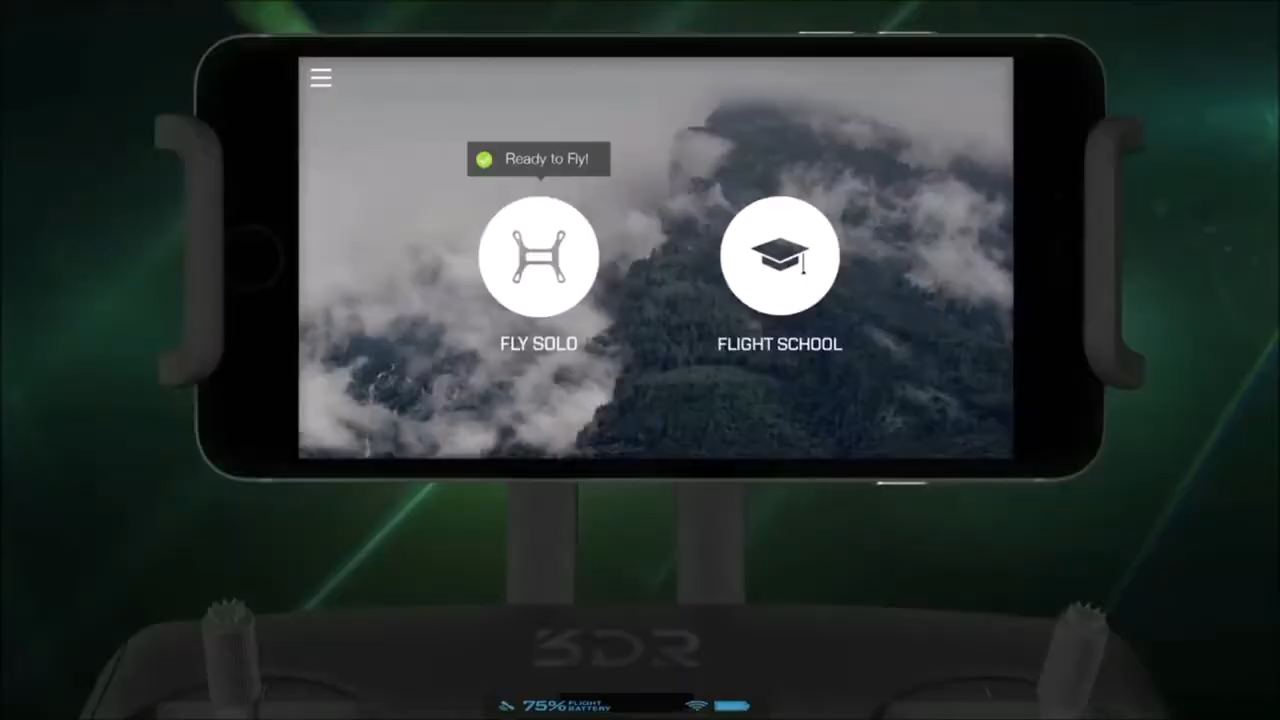 Ready to Fly!
FLY SOLO
FLIGHT SCHOOL
3DR
75% FLIGHT BATTERY